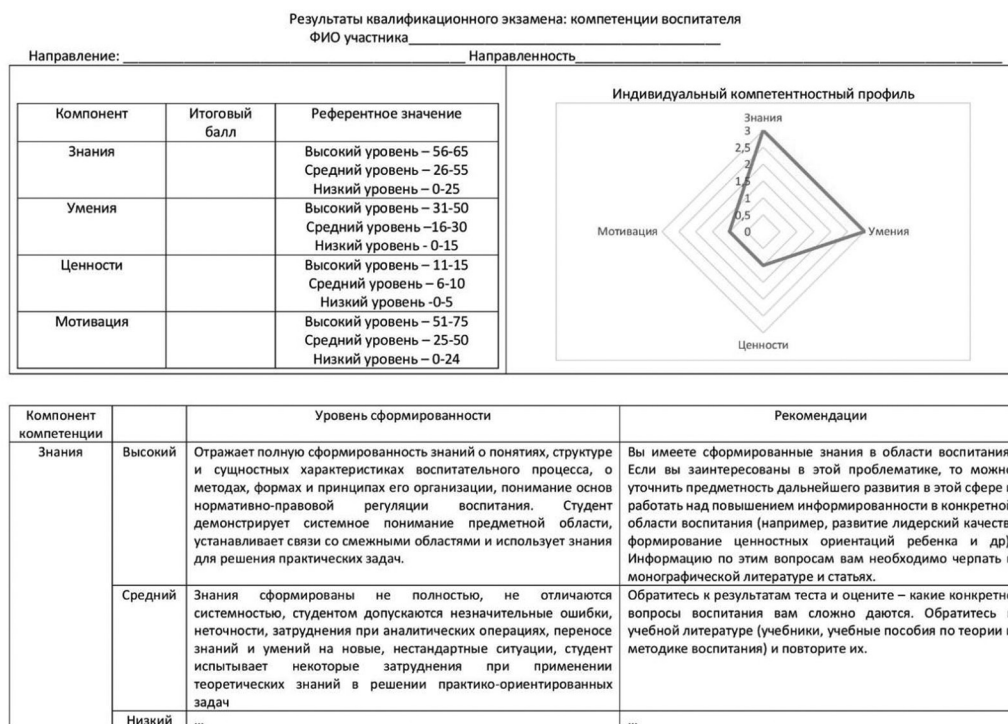 Результаты квалификационного экзамена: компетенции воспитателя
ФИО участника
Направление: Направленность
Компонент Итоговый балл Референтное значение
Знания Высокий уровень – 56-65
Средний уровень – 26-55
Низкий уровень – 0-25
Умения Высокий уровень – 31-50
Средний уровень –16-30
Низкий уровень - 0-15
Ценности Высокий уровень – 11-15
Средний уровень – 6-10
Низкий уровень -0-5
Мотивация Высокий уровень – 51-75
Средний уровень – 25-50
Низкий уровень – 0-24
Индивидуальный компетентностный профиль
Знания
3
2,5
2
1,5
1
0,5
0
Мотивация
Умения
Ценности
Компонент компетенции
Уровень сформированности
Рекомендации
Знания
Высокий
Отражает полную сформированность знаний о понятиях, структуре
и сущностных характеристиках воспитательного процесса, о
методах, формах и принципах его организации, понимание основ
нормативно-правовой регуляции воспитания. Студент
демонстрирует системное понимание предметной области,
устанавливает связи со смежными областями и использует знания
для решения практических задач.
Вы имеете сформированные знания в области воспитания
Если вы заинтересованы в этой проблематике, то можно
уточнить предметность дальнейшего развития в этой сфере
работать над повышением информированности в конкретной
области воспитания (например, развитие лидерский качеств
формирование ценностных ориентаций ребенка и др)
Информацию по этим вопросам вам необходимо черпать
монографической литературе и статьях.
Средний
Знания сформированы не полностью, не отличаются
системностью, студентом допускаются незначительные ошибки,
неточности, затруднения при аналитических операциях, переносе
знаний и умений на новые, нестандартные ситуации, студент
испытывает некоторые затруднения при применении
теоретических знаний в решении практико-ориентированных
задач
Обратитесь к результатам теста и оцените – какие конкретно
вопросы воспитания вам сложно даются. Обратитесь
учебной литературе (учебники, учебные пособия по теории
методике воспитания) и повторите их.
Низкий
...
...